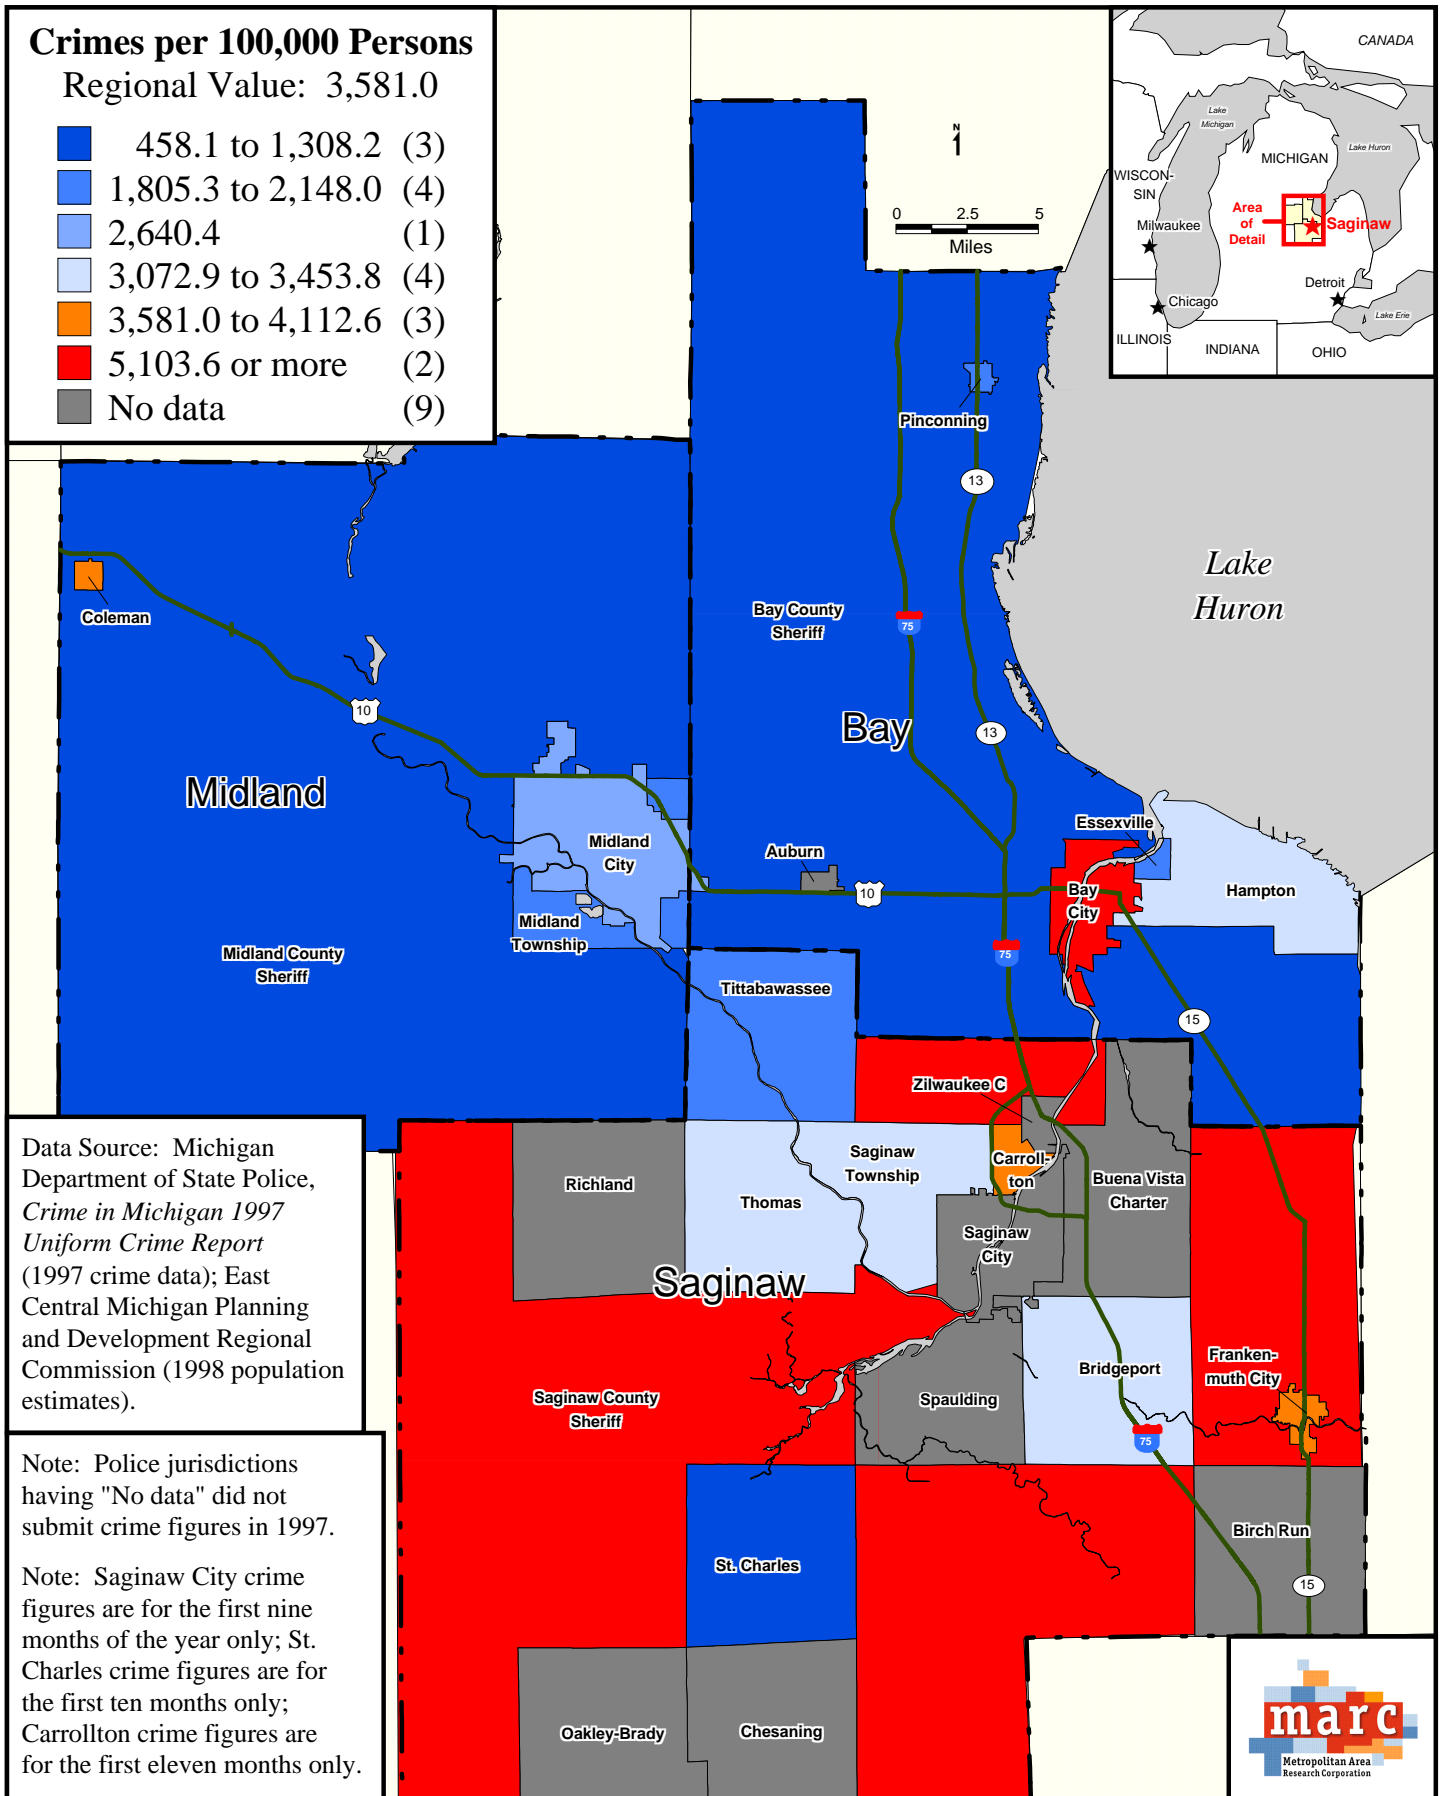 Crimes per 100,000 Persons
Regional Value: 3,581.0
458.1 to 1,308.2 (3)
1,805.3 to 2,148.0 (4)
2,640.4 (1)
3,072.9 to 3,453.8 (4)
3,581.0 to 4,112.6 (3)
5,103.6 or more (2)
No data (9)
N
0 2.5 5
Miles
CANADA
Lake
Michigan
Lake Huron
MICHIGAN
WISCON-
SIN
Area
of
Detail
Saginaw
Milwaukee
Detroit
Chicago
Lake Erie
ILLINOIS
INDIANA
OHIO
Pinconning
13
Lake
Huron
Coleman
Bay County
Sheriff
75
10
Bay
13
Midland
Essexville
Midland
City
Auburn
10
Bay
City
Hampton
Midland
Township
Midland County
Sheriff
75
Tittabawassee
15
Zilwaukee C
Saginaw
Township
Carroll-
ton
Richland
Thomas
Buena Vista
Charter
Saginaw
City
Saginaw
Franken-
muth City
Bridgeport
Saginaw County
Sheriff
Spaulding
75
Birch Run
St. Charles
15
Oakley-Brady
Chesaning
Data Source: Michigan
Department of State Police,
Crime in Michigan 1997
Uniform Crime Report
(1997 crime data); East
Central Michigan Planning
and Development Regional
Commission (1998 population
estimates).
Note: Police jurisdictions
having "No data" did not
submit crime figures in 1997.
Note: Saginaw City crime
figures are for the first nine
months of the year only; St.
Charles crime figures are for
the first ten months only;
Carrollton crime figures are
for the first eleven months only.
marc
Metropolitan Area
Research Corporation